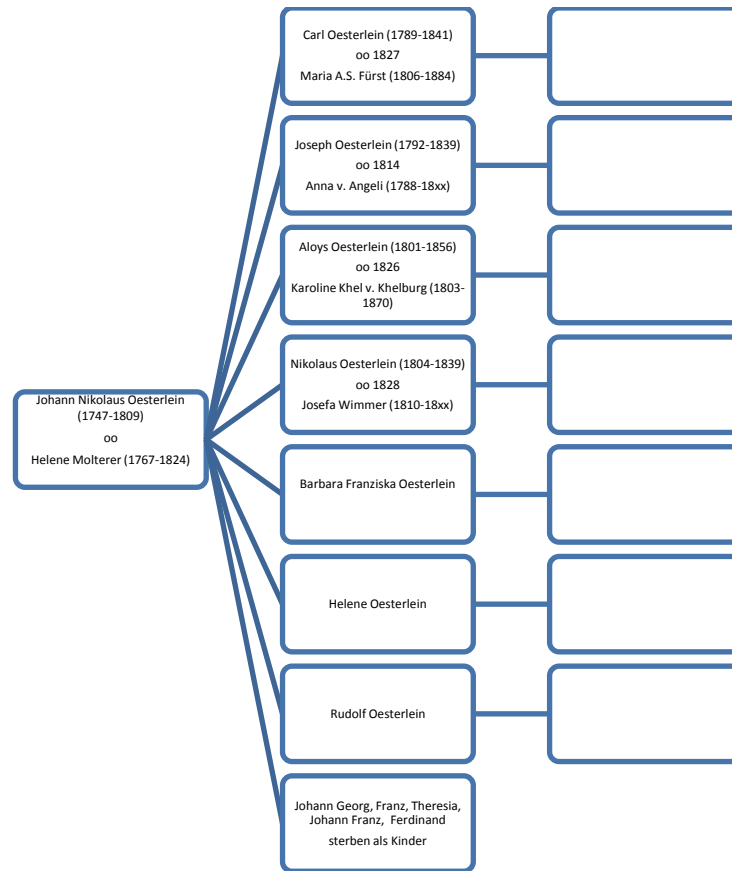 Carl Oesterlein (1789-1841)
oo 1827
Maria A.S. Fürst (1806-1884)
Joseph Oesterlein (1792-1839)
oo 1814
Anna v. Angeli (1788-18xx)
Aloys Oesterlein (1801-1856)
oo 1826
Karoline Khel v. Khelburg (1803-
1870)
Nikolaus Oesterlein (1804-1839)
oo 1828
Josefa Wimmer (1810-18xx)
Johann Nikolaus Oesterlein
(1747-1809)
oo
Helene Molterer (1767-1824)
Barbara Franziska Oesterlein
Helene Oesterlein
Rudolf Oesterlein
Johann Georg, Franz, Theresia,
Johann Franz, Ferdinand
sterben als Kinder